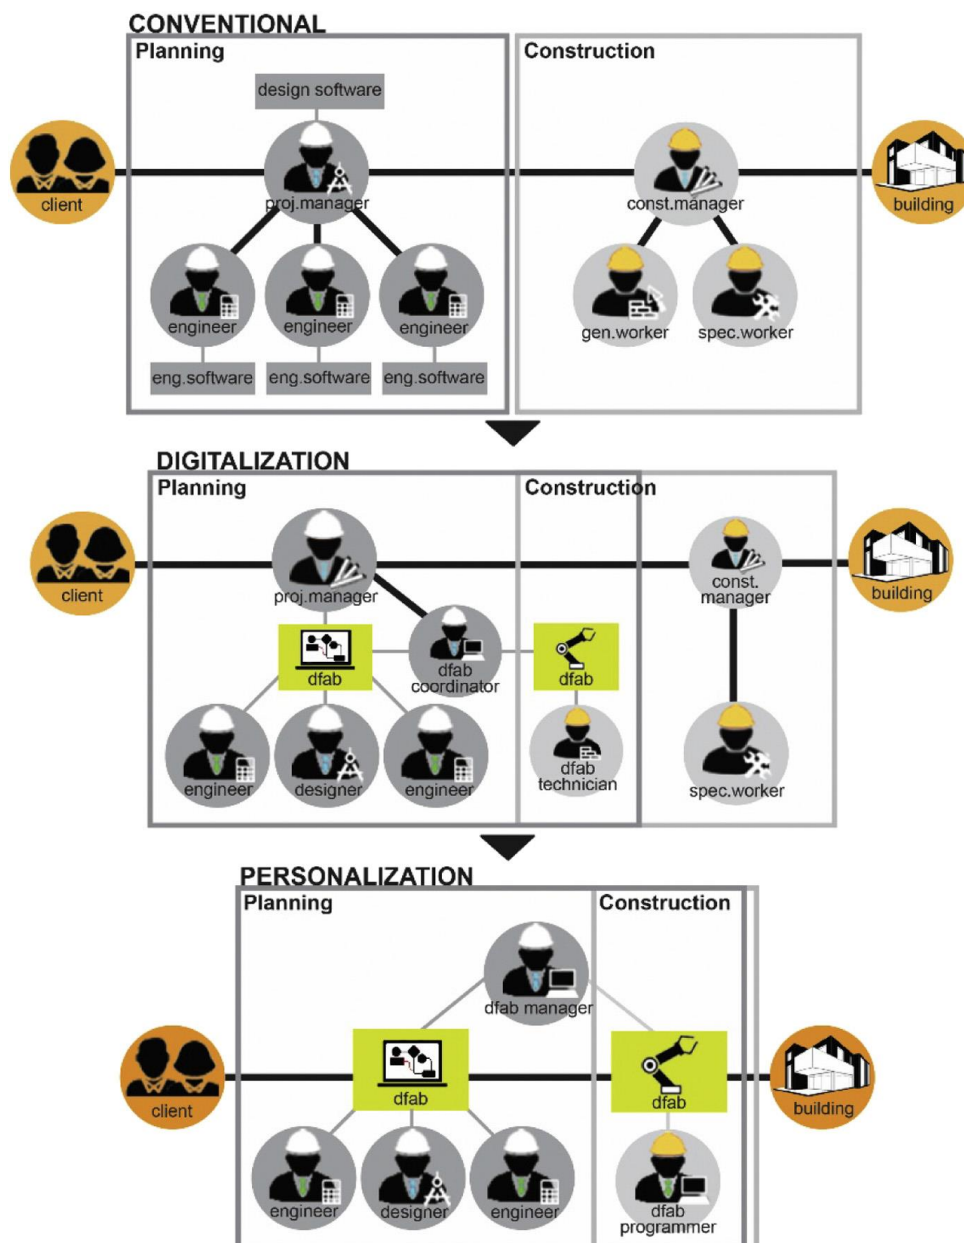 CONVENTIONAL
Planning
Construction
design software
client
proj.manager
const.manager
building
engineer
engineer
engineer
gen.worker
spec.worker
eng.software
eng.software
eng.software
DIGITALIZATION
Planning
Construction
client
proj.manager
const.
manager
building
dfab
dfab
coordinator
dfab
engineer
designer
engineer
dfab
technician
spec.worker
PERSONALIZATION
Planning
Construction
dfab manager
client
dfab
dfab
building
engineer
designer
engineer
dfab
programmer